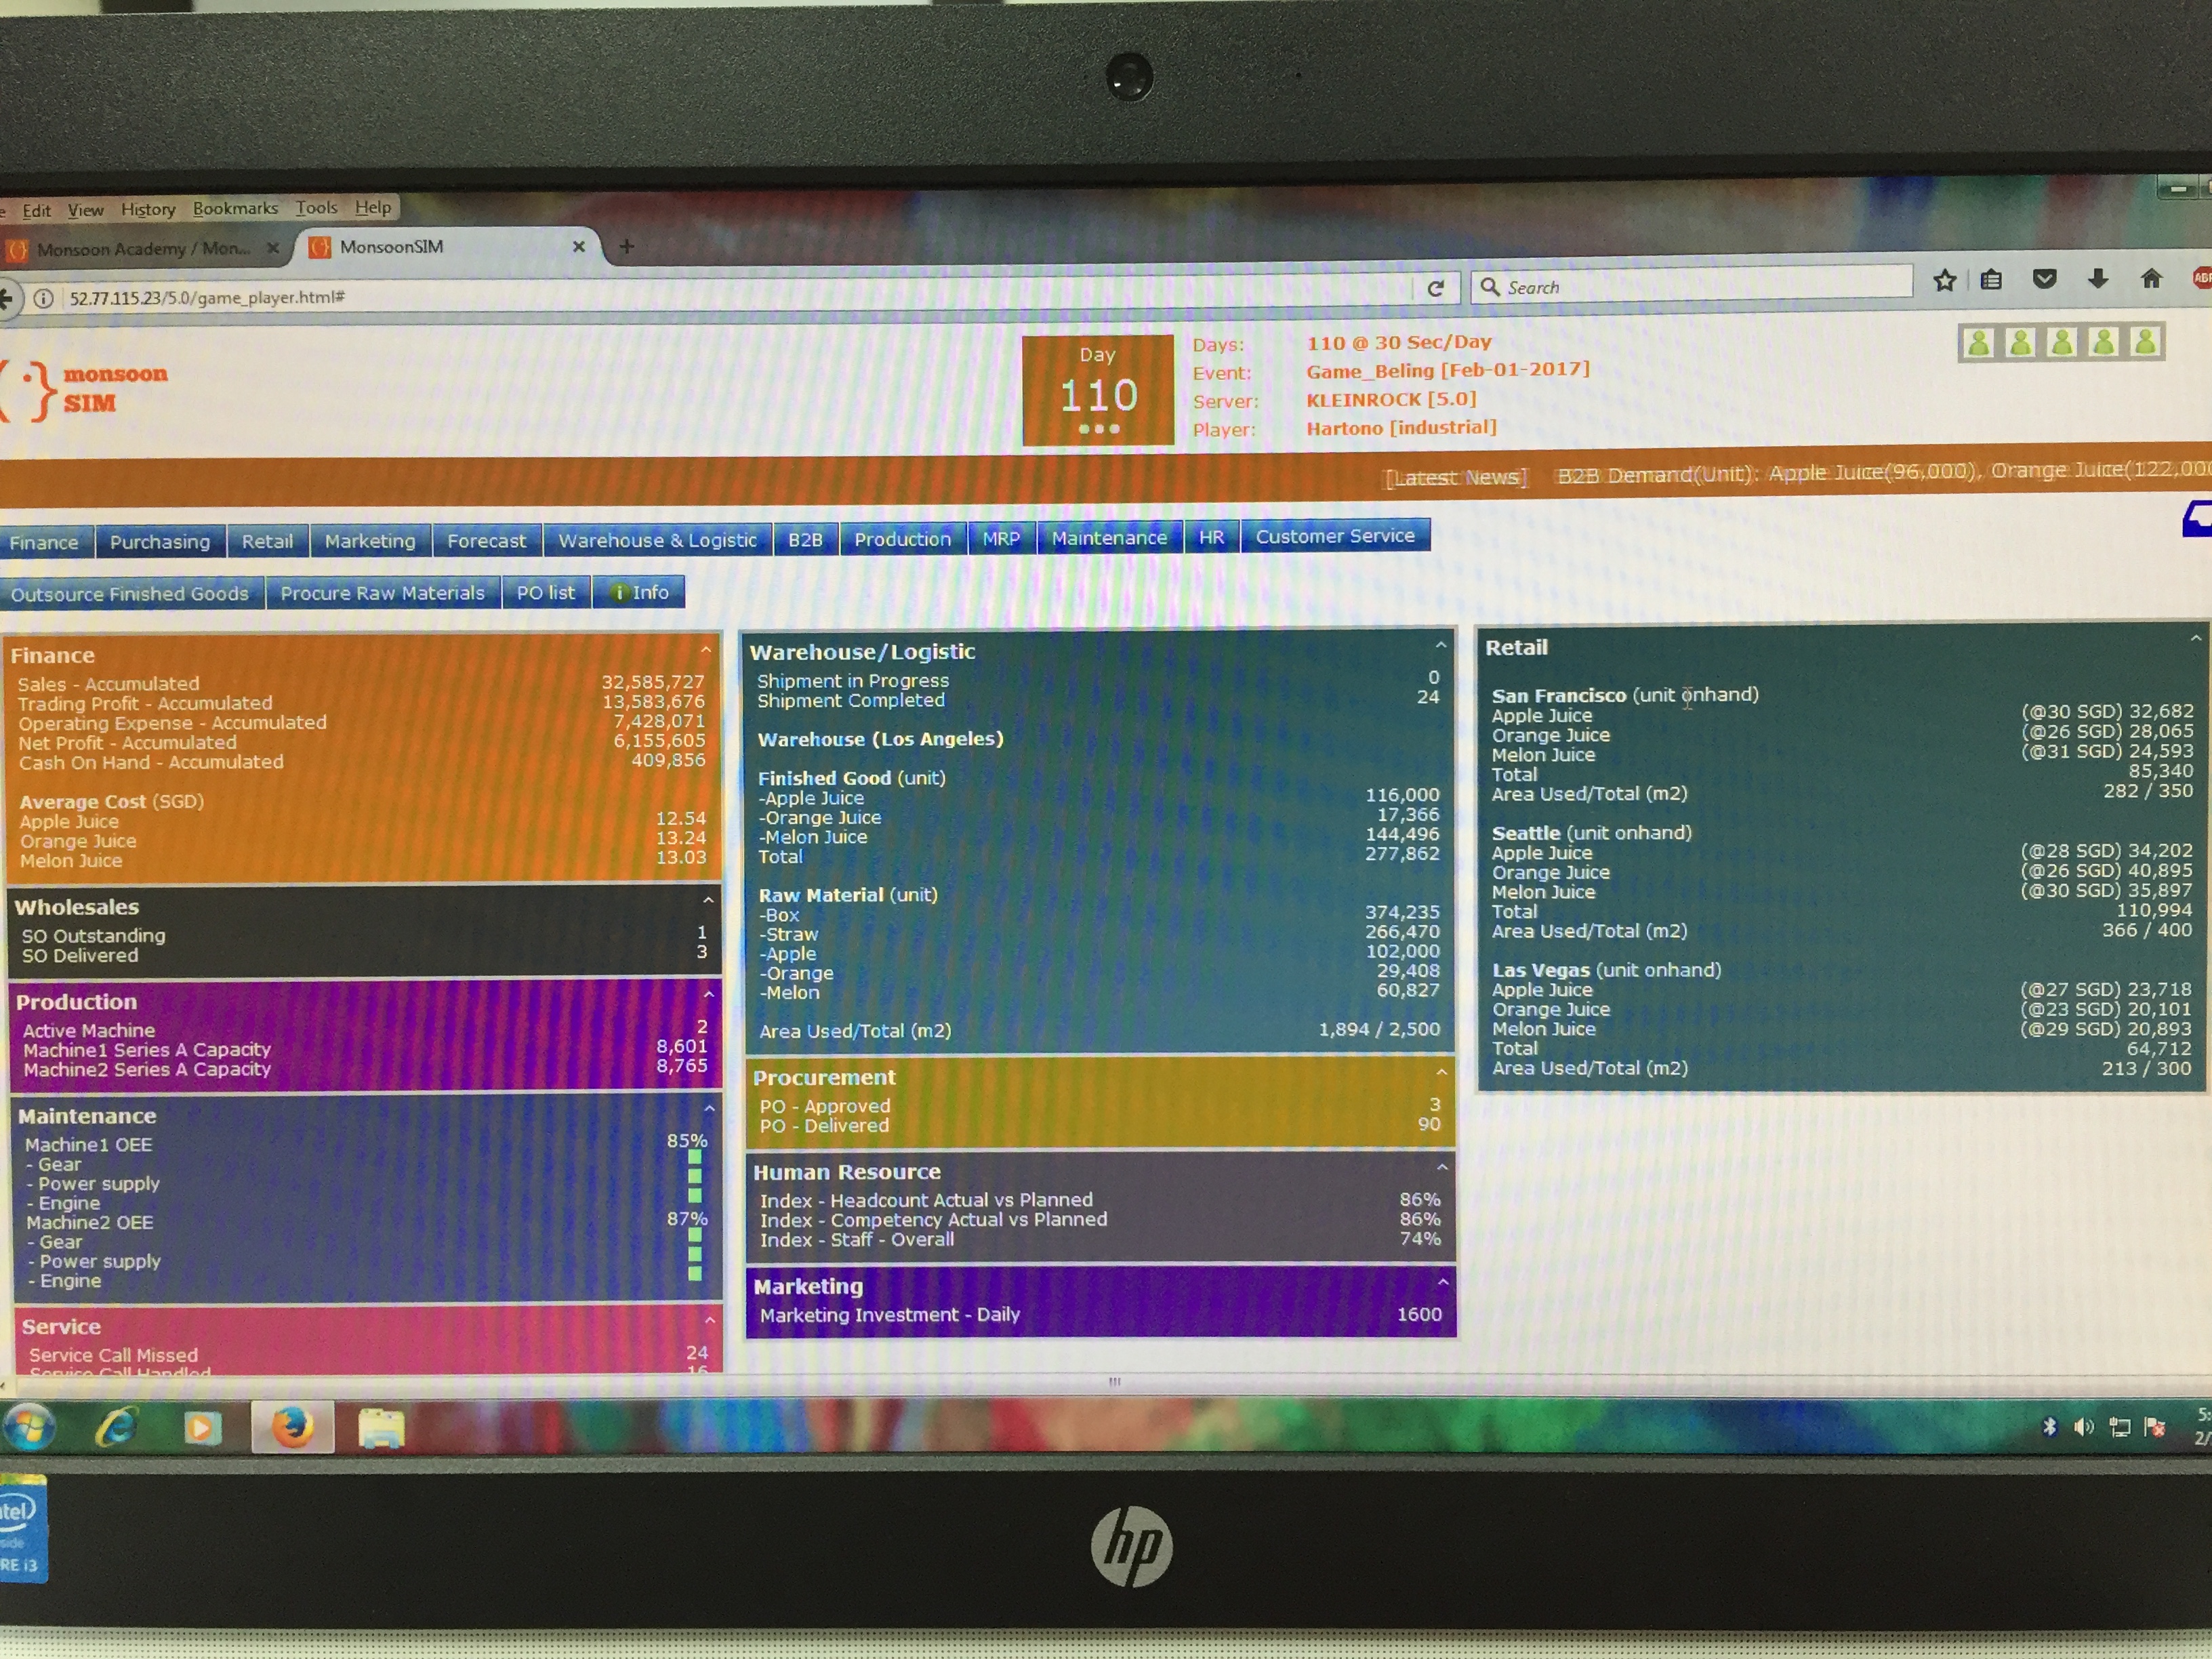 Edit View History Bookmarks Tools Help
Monsoon Academy / Mon... MonsoonSIM
52.77.115.23/5.0/game_player.html# Search ABP
monsoon
SIM
Day
110
Days: 110 @ 30 Sec/Day
Event: Game_Beling [Feb-01-2017]
Server: KLEINROCK [5.0]
Player: Hartono [industrial]
[Latest News] B2B Demand(Unit): Apple Juice(96,000), Orange Juice(122,000
Finance Purchasing Retail Marketing Forecast Warehouse & Logistic B2B Production MRP Maintenance HR Customer Service
Outsource Finished Goods Procure Raw Materials PO list i Info
Finance
Sales - Accumulated 32,585,727
Trading Profit - Accumulated 13,583,676
Operating Expense - Accumulated 7,428,071
Net Profit - Accumulated 6,155,605
Cash On Hand - Accumulated 409,856
Average Cost (SGD)
Apple Juice 12.54
Orange Juice 13.24
Melon Juice 13.03
Wholesales
SO Outstanding 1
SO Delivered 3
Production
Active Machine 2
Machine1 Series A Capacity 8,601
Machine2 Series A Capacity 8,765
Maintenance
Machine1 OEE 85%
- Gear
- Power supply
- Engine
Machine2 OEE 87%
- Gear
- Power supply
- Engine
Service
Service Call Missed 24
Service Call Handled 16
Warehouse/Logistic
Shipment in Progress 0
Shipment Completed 24
Warehouse (Los Angeles)
Finished Good (unit)
-Apple Juice 116,000
-Orange Juice 17,366
-Melon Juice 144,496
Total 277,862
Raw Material (unit)
-Box 374,235
-Straw 266,470
-Apple 102,000
-Orange 29,408
-Melon 60,827
Area Used/Total (m2) 1,894 / 2,500
Procurement
PO - Approved 3
PO - Delivered 90
Human Resource
Index - Headcount Actual vs Planned 86%
Index - Competency Actual vs Planned 86%
Index - Staff - Overall 74%
Marketing
Marketing Investment - Daily 1600
Retail
San Francisco (unit onhand)
Apple Juice (@30 SGD) 32,682
Orange Juice (@26 SGD) 28,065
Melon Juice (@31 SGD) 24,593
Total 85,340
Area Used/Total (m2) 282 / 350
Seattle (unit onhand)
Apple Juice (@28 SGD) 34,202
Orange Juice (@26 SGD) 40,895
Melon Juice (@30 SGD) 35,897
Total 110,994
Area Used/Total (m2) 366 / 400
Las Vegas (unit onhand)
Apple Juice (@27 SGD) 23,718
Orange Juice (@23 SGD) 20,101
Melon Juice (@29 SGD) 20,893
Total 64,712
Area Used/Total (m2) 213 / 300
5:
2/
ntel
side
RE i3
hp